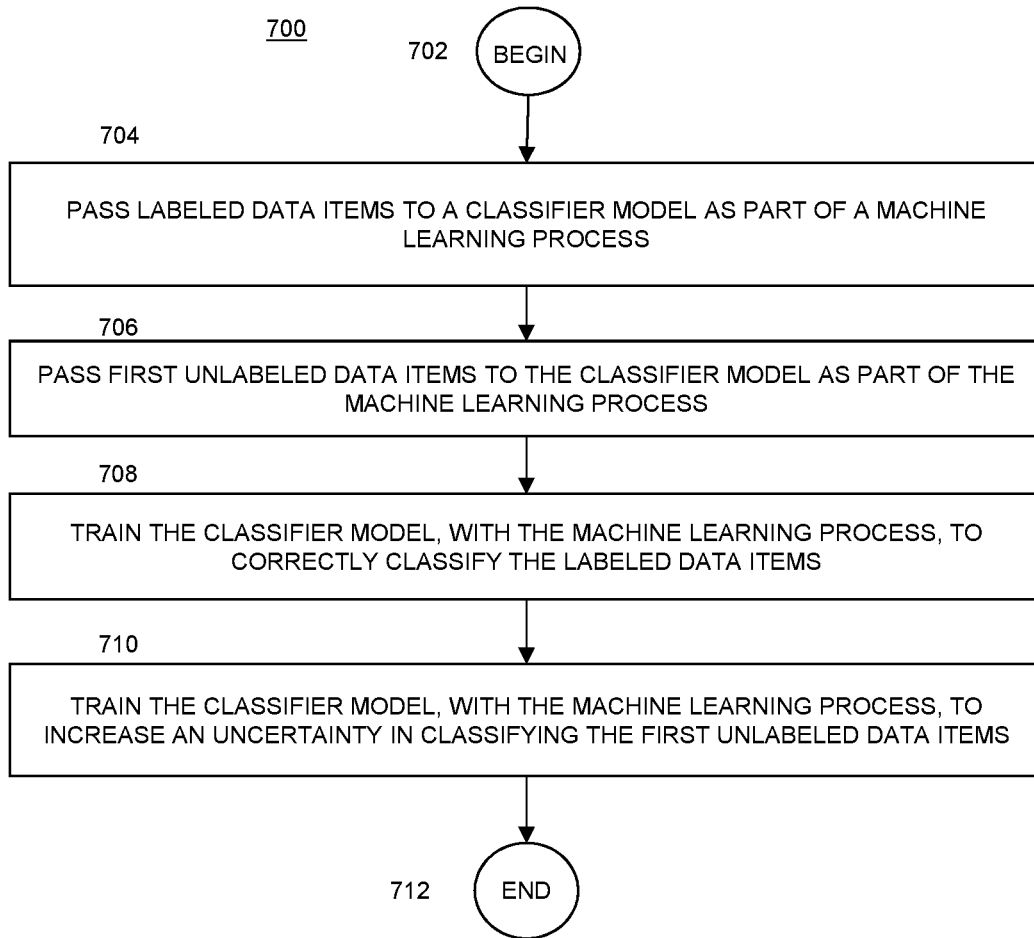 700
702
BEGIN
704
PASS LABELED DATA ITEMS TO A CLASSIFIER MODEL AS PART OF A MACHINE
LEARNING PROCESS
706
PASS FIRST UNLABELED DATA ITEMS TO THE CLASSIFIER MODEL AS PART OF THE
MACHINE LEARNING PROCESS
708
TRAIN THE CLASSIFIER MODEL, WITH THE MACHINE LEARNING PROCESS, TO
CORRECTLY CLASSIFY THE LABELED DATA ITEMS
710
TRAIN THE CLASSIFIER MODEL, WITH THE MACHINE LEARNING PROCESS, TO
INCREASE AN UNCERTAINTY IN CLASSIFYING THE FIRST UNLABELED DATA ITEMS
712
END